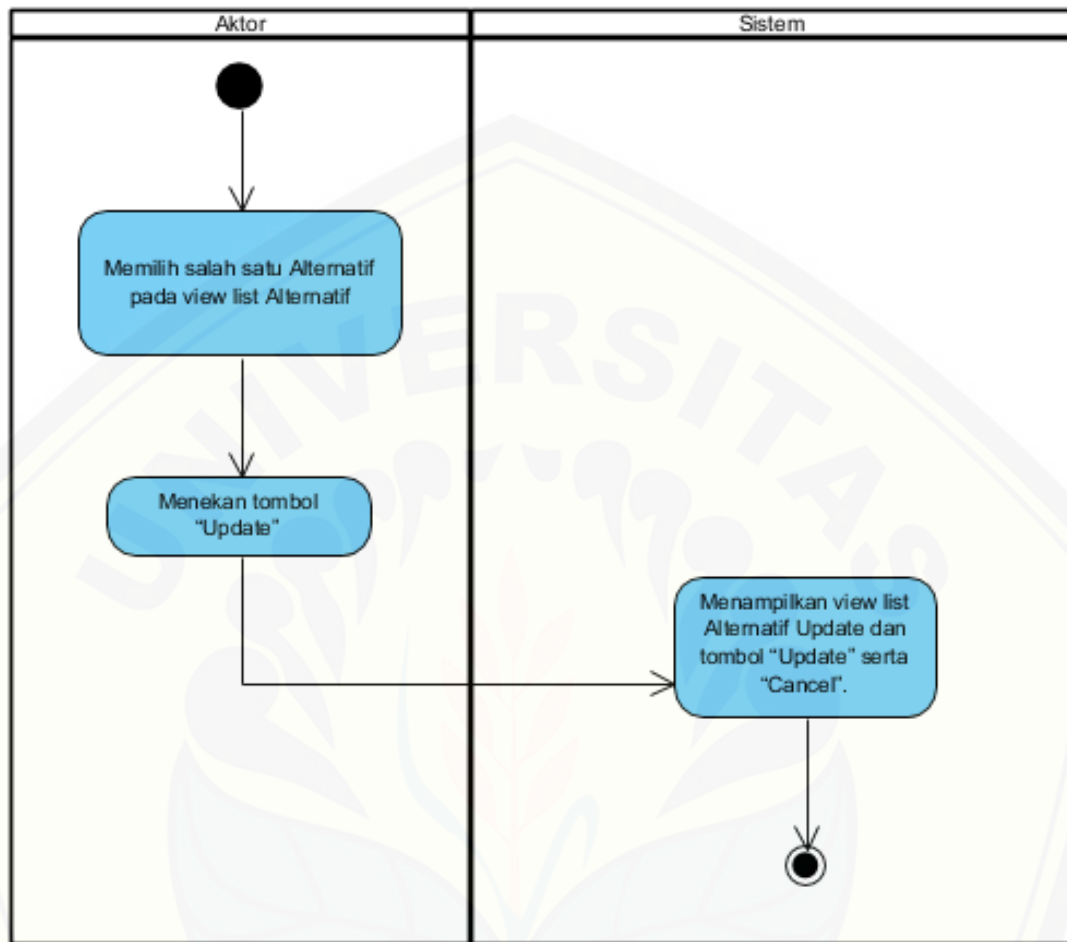 Aktor
Sistem
Memilih salah satu Alternatif
pada view list Alternatif
Menekan tombol
“Update”
Menampilkan view list
Alternatif Update dan
tombol “Update” serta
“Cancel”.
UNIVERSITAS